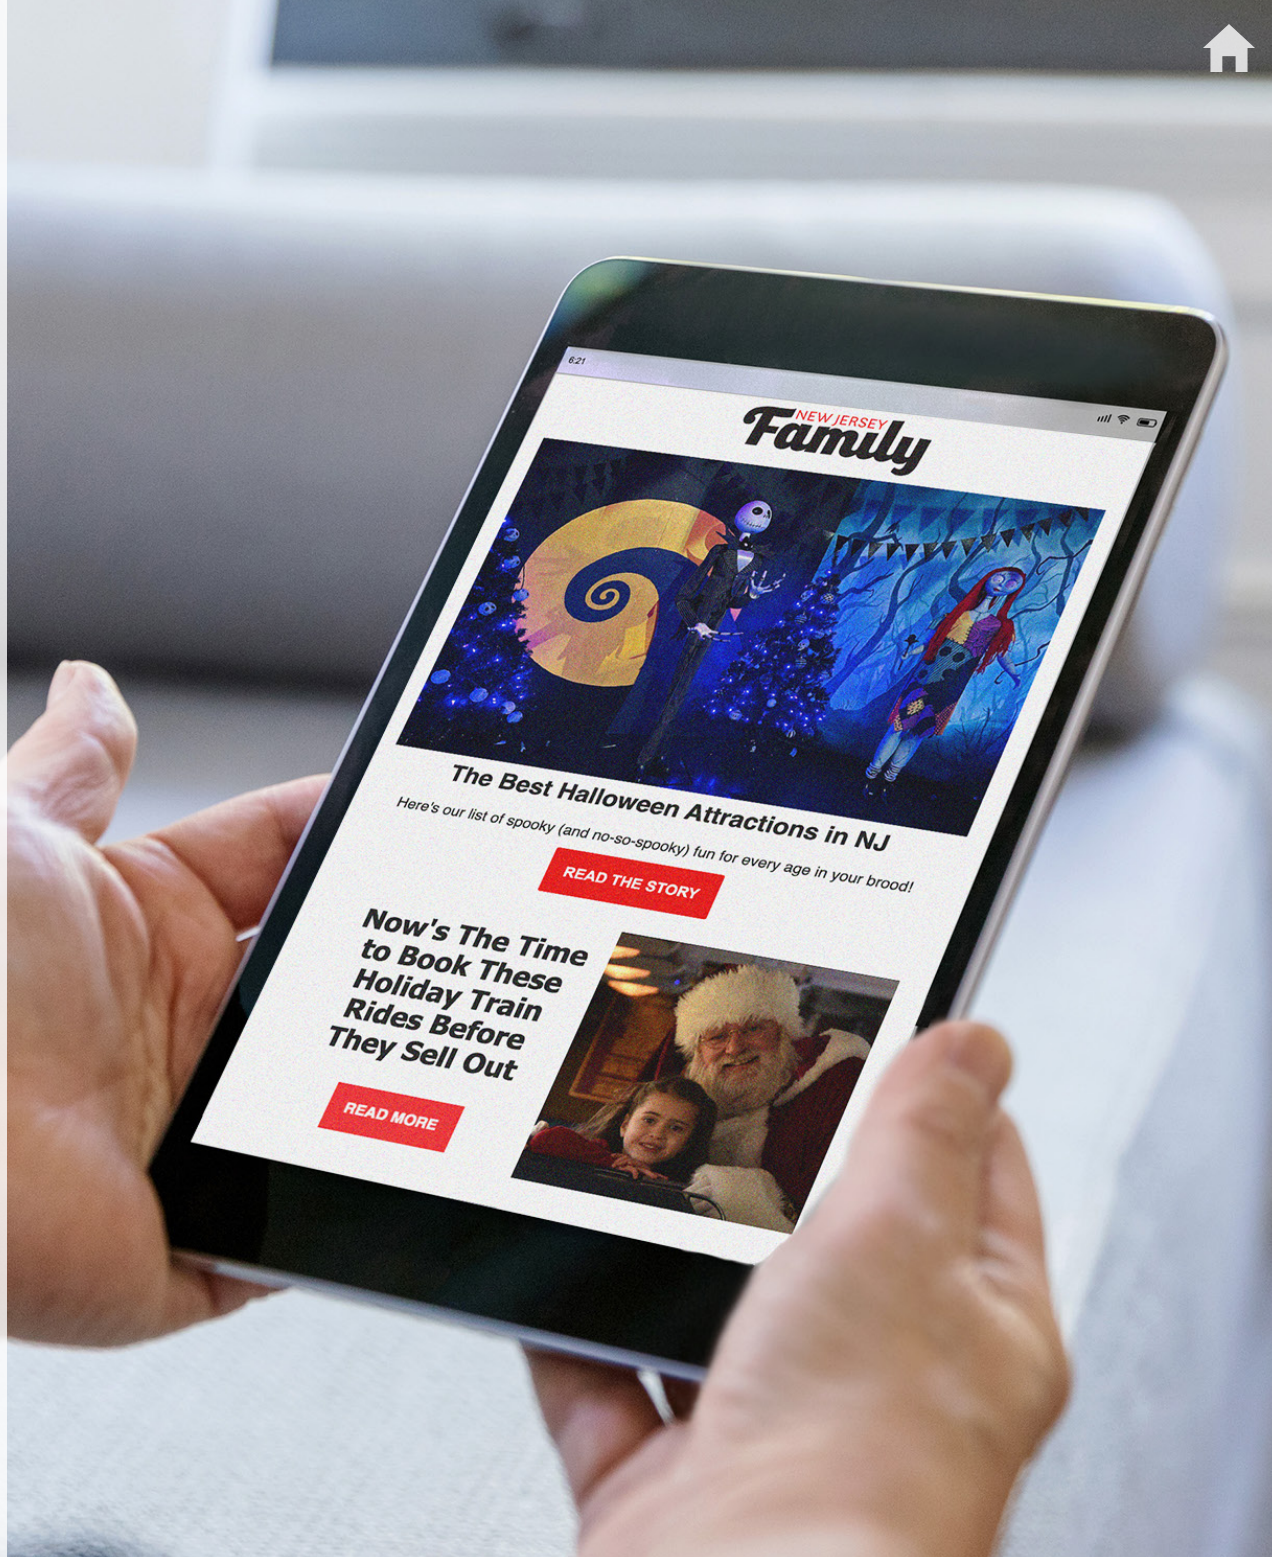 6:21
NEW JERSEY
Family
The Best Halloween Attractions in NJ
Here's our list of spooky (and no-so-spooky) fun for every age in your brood!
READ THE STORY
Now's The Time
to Book These
Holiday Train
Rides Before
They Sell Out
READ MORE